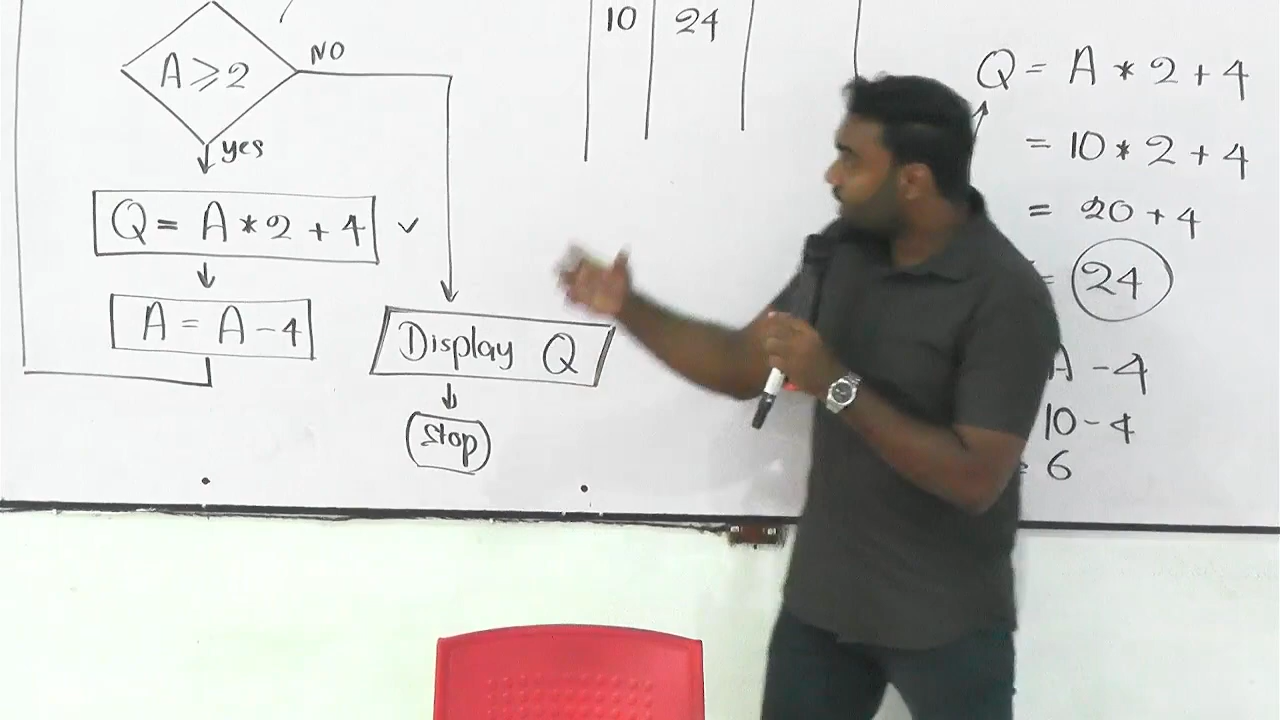 A ⩾ 2
NO
yes
Q = A * 2 + 4
A = A - 4
Display Q
Stop
10 24
Q = A * 2 + 4
= 10 * 2 + 4
= 20 + 4
= 24
A - 4
10 - 4
= 6